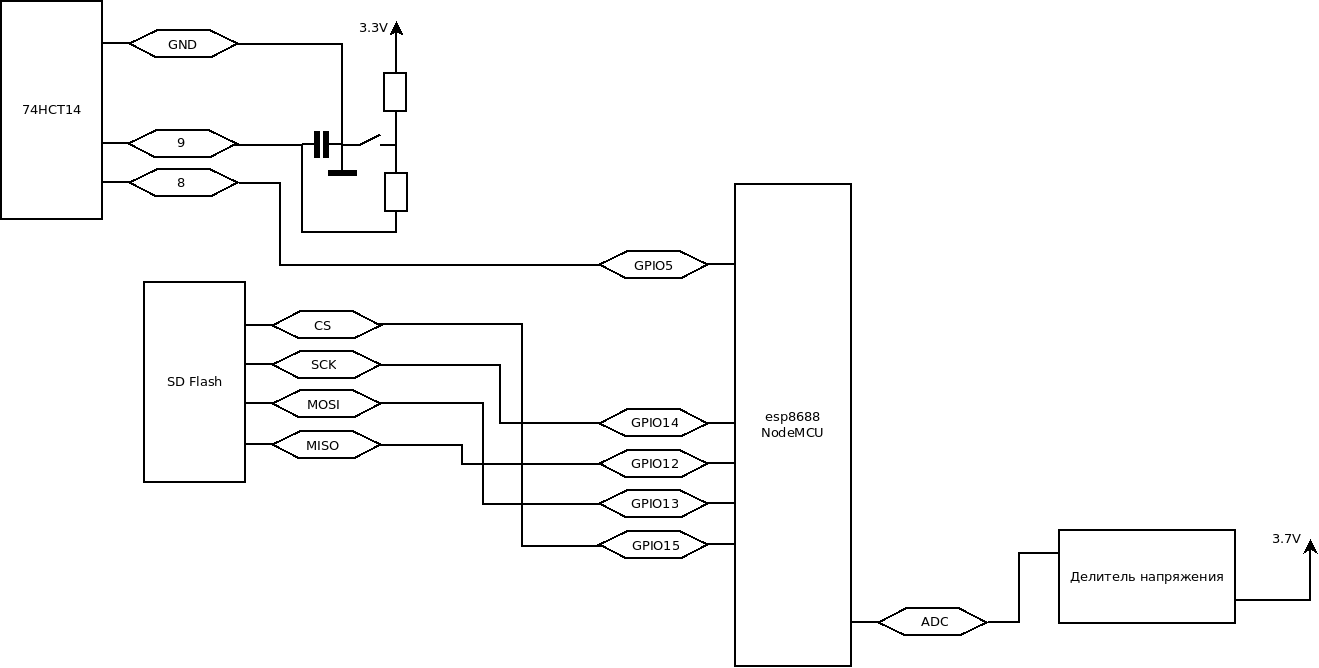 3.3V
GND
74HCT14
9
8
GPIO5
CS
SCK
SD Flash
MOSI
MISO
GPIO14
esp8688
NodeMCU
GPIO12
GPIO13
GPIO15
3.7V
Делитель напряжения
ADC